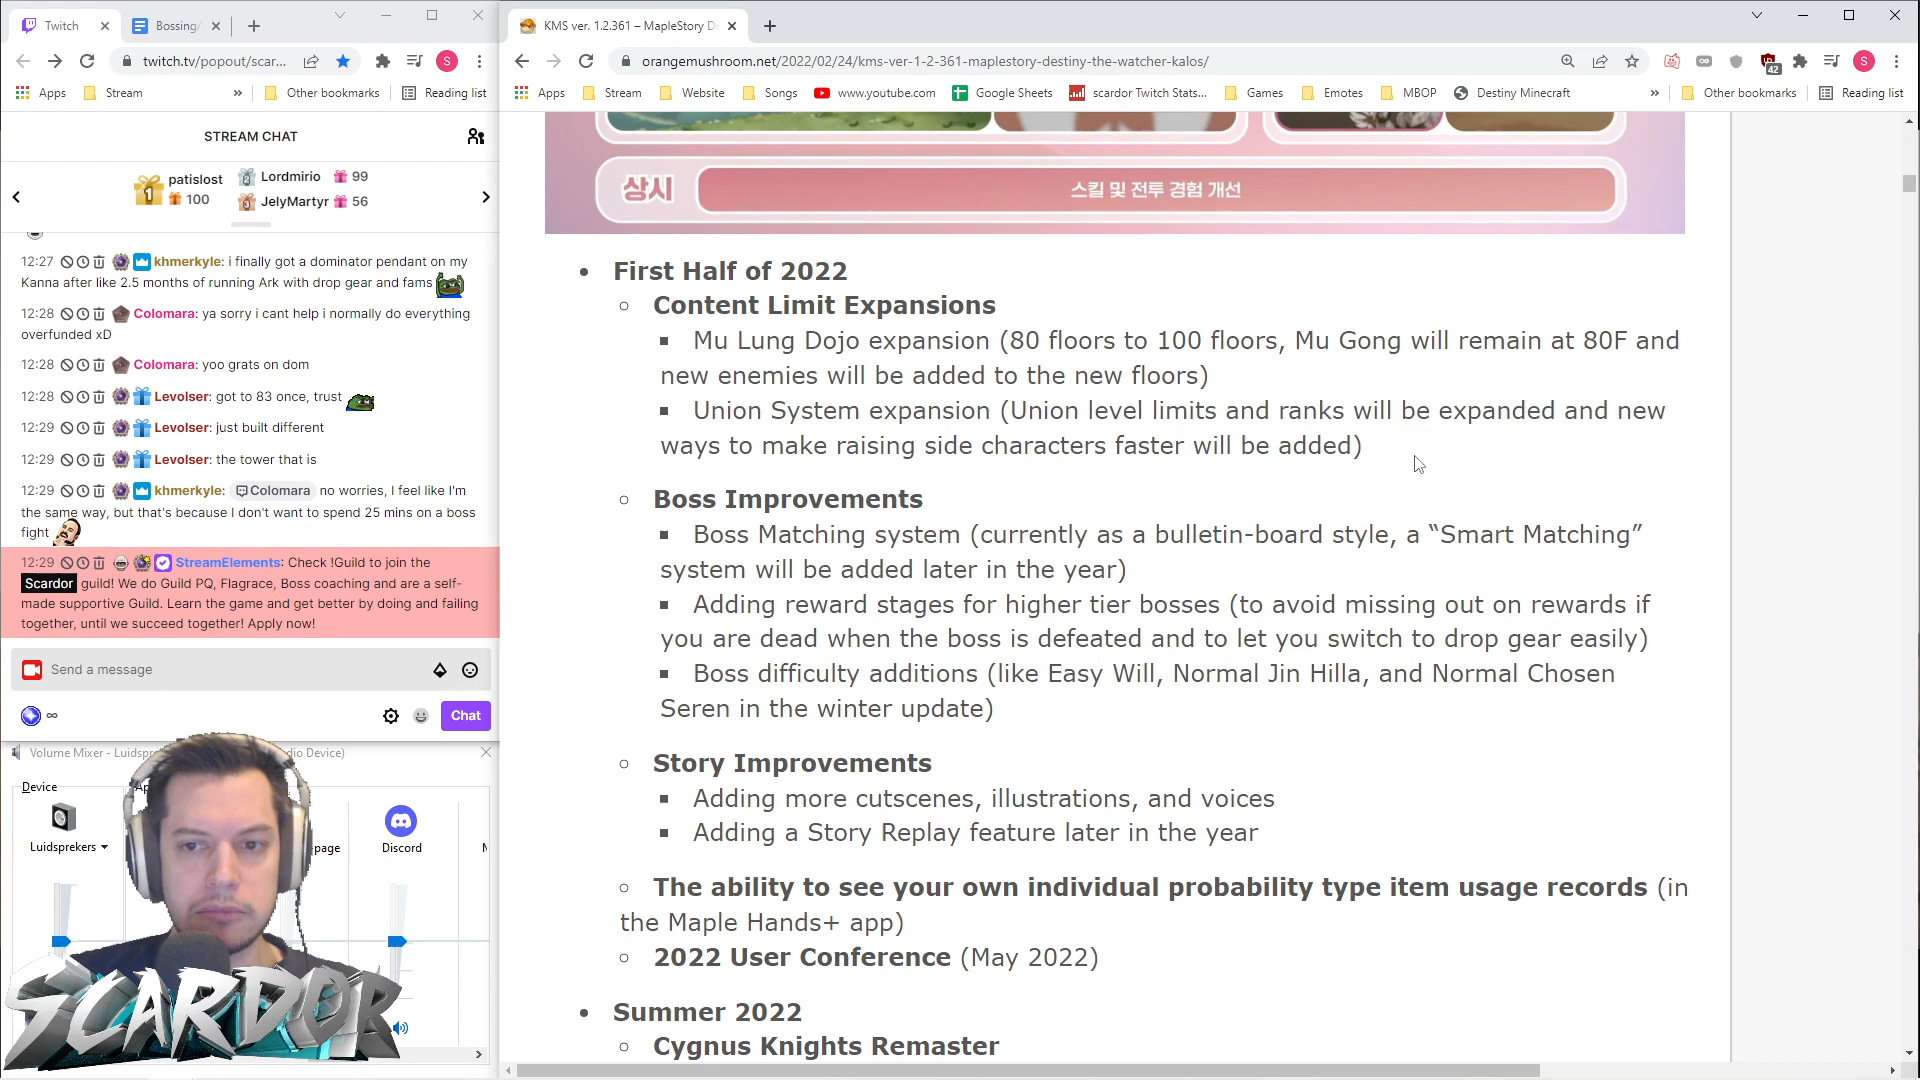 Twitch
Bossing/
twitch.tv/popout/scar...
S
Apps
Stream
»
Other bookmarks
Reading list
STREAM CHAT
1
patislost
100
Lordmirio 99
JelyMartyr 56
12:27 khmerkyle: i finally got a dominator pendant on my
Kanna after like 2.5 months of running Ark with drop gear and fams
12:28 Colomara: ya sorry i cant help i normally do everything
overfunded xD
12:28 Colomara: yoo grats on dom
12:28 Levolser: got to 83 once, trust
12:29 Levolser: just built different
12:29 Levolser: the tower that is
12:29 khmerkyle: Colomara no worries, I feel like I'm
the same way, but that's because I don't want to spend 25 mins on a boss
fight
12:29 StreamElements: Check !Guild to join the
Scardor guild! We do Guild PQ, Flagrace, Boss coaching and are a self-
made supportive Guild. Learn the game and get better by doing and failing
together, until we succeed together! Apply now!
Send a message
∞
Chat
Volume Mixer - Luidspr
dio Device)
Device
Ap
Luidsprekers
page
Discord
SCARDOR
KMS ver. 1.2.361 – MapleStory D
orangemushroom.net/2022/02/24/kms-ver-1-2-361-maplestory-destiny-the-watcher-kalos/
42
S
Apps
Stream
Website
Songs
www.youtube.com
Google Sheets
scardor Twitch Stats...
Games
Emotes
MBOP
Destiny Minecraft
»
Other bookmarks
Reading list
상시
스킬 및 전투 경험 개선
First Half of 2022
Content Limit Expansions
Mu Lung Dojo expansion (80 floors to 100 floors, Mu Gong will remain at 80F and
new enemies will be added to the new floors)
Union System expansion (Union level limits and ranks will be expanded and new
ways to make raising side characters faster will be added)
Boss Improvements
Boss Matching system (currently as a bulletin-board style, a “Smart Matching”
system will be added later in the year)
Adding reward stages for higher tier bosses (to avoid missing out on rewards if
you are dead when the boss is defeated and to let you switch to drop gear easily)
Boss difficulty additions (like Easy Will, Normal Jin Hilla, and Normal Chosen
Seren in the winter update)
Story Improvements
Adding more cutscenes, illustrations, and voices
Adding a Story Replay feature later in the year
The ability to see your own individual probability type item usage records (in
the Maple Hands+ app)
2022 User Conference (May 2022)
Summer 2022
Cygnus Knights Remaster